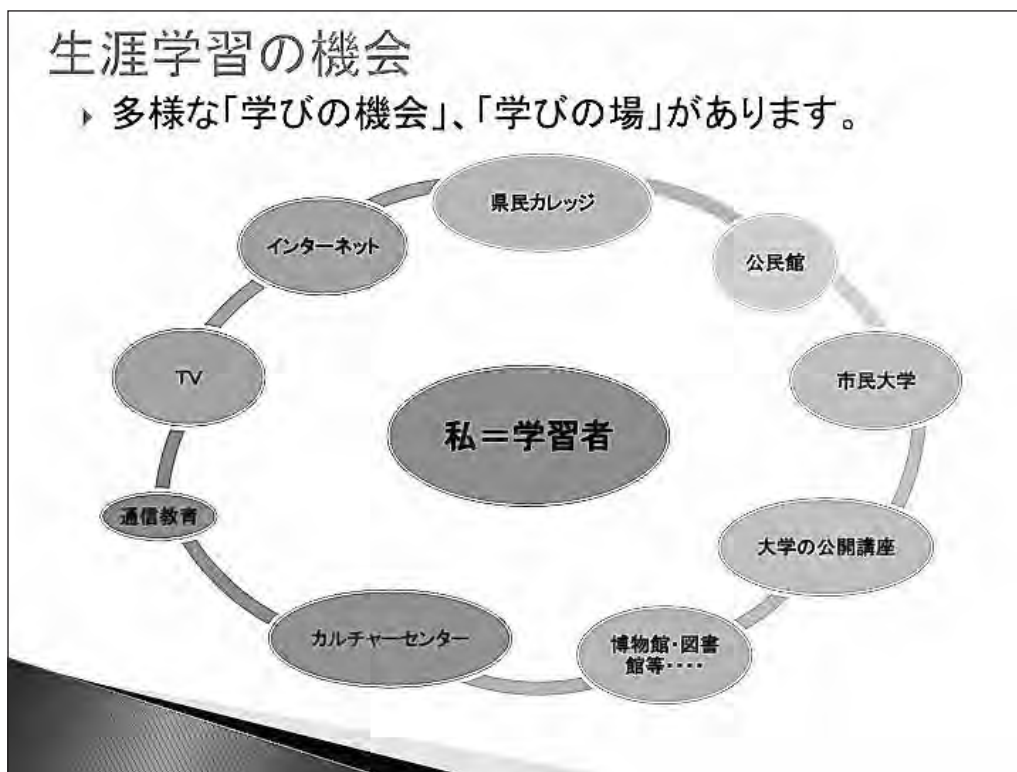 生涯学習の機会
多様な「学びの機会」、「学びの場」があります。
県民カレッジ
公民館
市民大学
大学の公開講座
博物館・図書
館等・・・・
カルチャーセンター
通信教育
TV
インターネット
私＝学習者